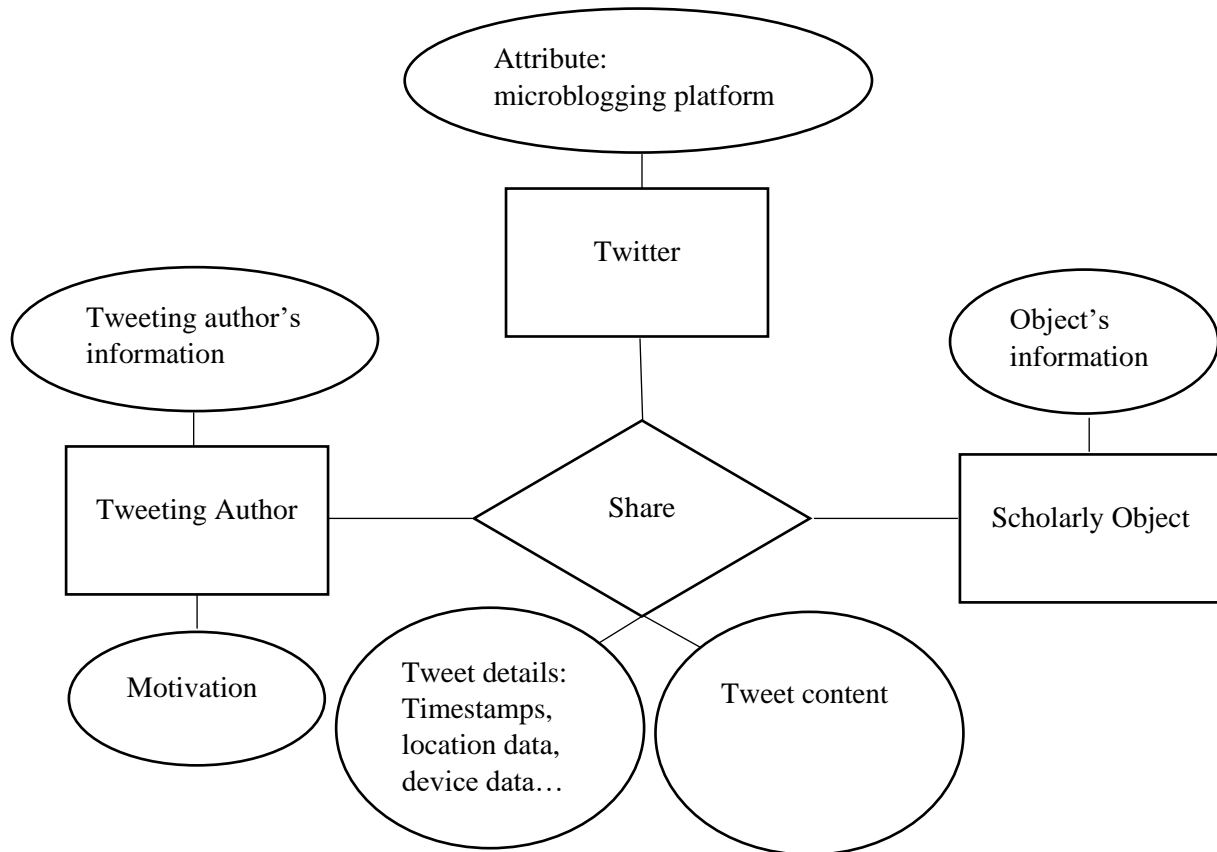 Attribute:
microblogging platform
Twitter
Tweeting author’s
information
Object’s
information
Tweeting Author
Share
Scholarly Object
Motivation
Tweet details:
Timestamps,
location data,
device data…
Tweet content